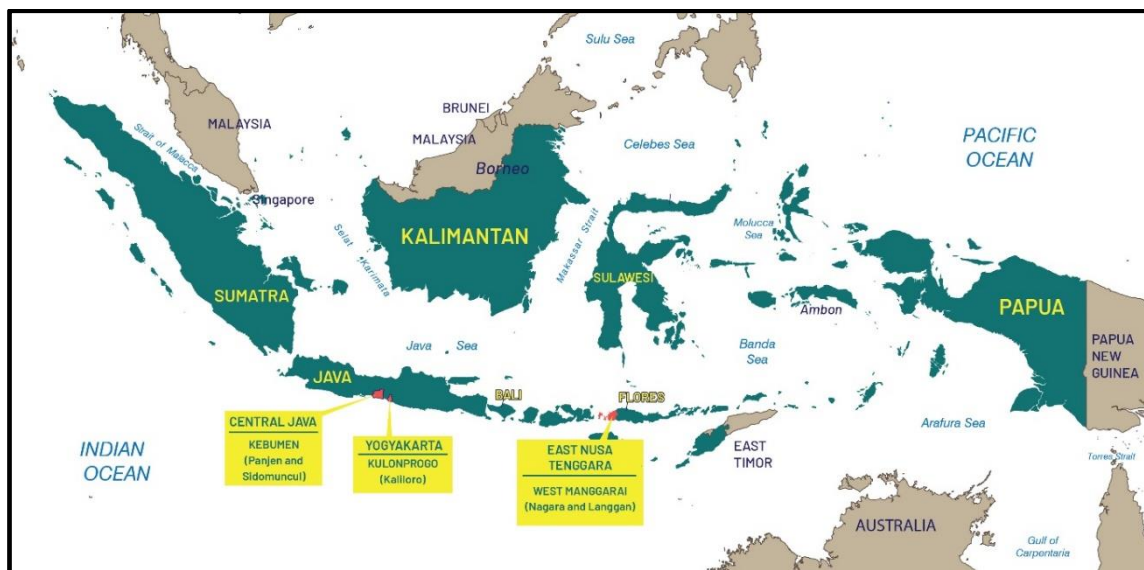 Sulu Sea
BRUNEI
MALAYSIA
MALAYSIA
PACIFIC
OCEAN
Strait of Malacca
Celebes Sea
Borneo
Singapore
KALIMANTAN
Makassar Strait
Molucca
Sea
Selat Karimata
SULAWESI
SUMATRA
PAPUA
Ambon
PAPUA
NEW
GUINEA
Java Sea
Banda
Sea
JAVA
BALI
FLORES
Arafura Sea
CENTRAL JAVA
KEBUMEN
(Panjen and
Sidomuncul)
YOGYAKARTA
KULONPROGO
(Kaliloro)
EAST NUSA
TENGGARA
WEST MANGGARAI
(Nagara and Langgan)
EAST
TIMOR
INDIAN
OCEAN
Torres Strait
AUSTRALIA
Gulf of
Carpentaria